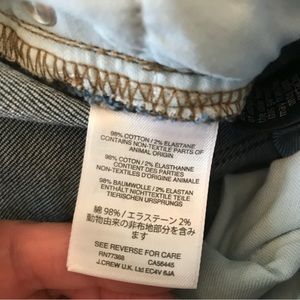 98% COTTON / 2% ELASTANE
CONTAINS NON-TEXTILE PARTS OF
ANIMAL ORIGIN
98% COTON / 2% ÉLASTHANNE
CONTIENT DES PARTIES
NON-TEXTILES D'ORIGINE ANIMALE
98% BAUMWOLLE / 2% ELASTAN
ENTHÄLT NICHTTEXTILE TEILE
TIERISCHEN URSPRUNGS
綿 98% / エラステーン 2%
動物由来の非布地部分を含み
ます
SEE REVERSE FOR CARE
RN77388 CA56445
J.CREW U.K. Ltd EC4V 6JA